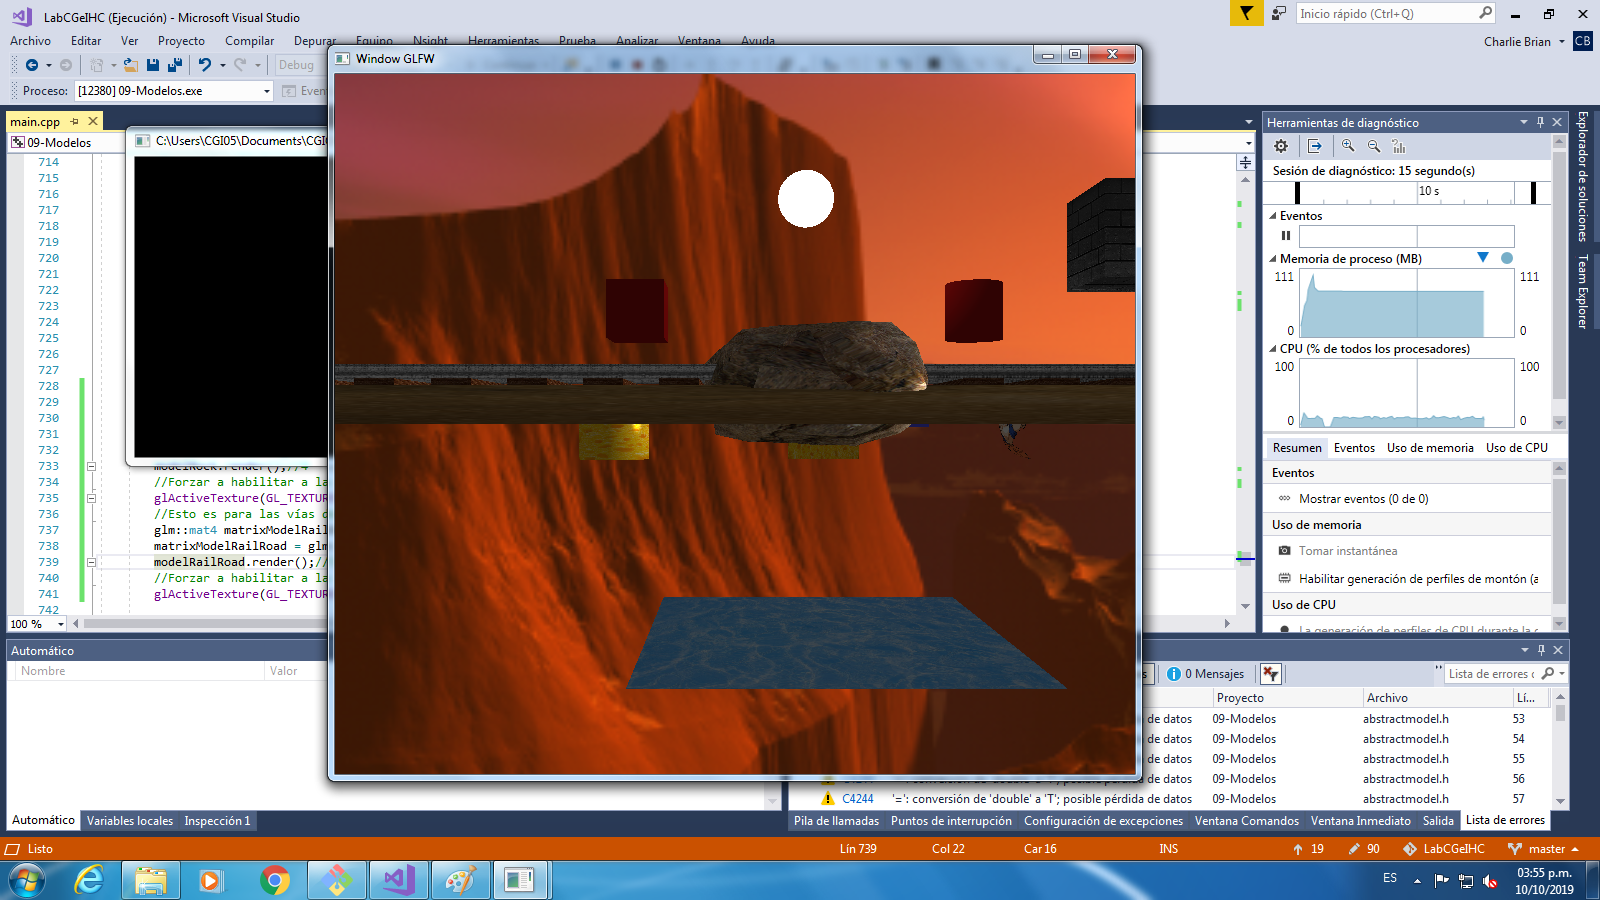 LabCGeIHC (Ejecución) - Microsoft Visual Studio
Inicio rápido (Ctrl+Q)
Archivo Editar Ver Proyecto Compilar Depurar Equipo Nsight Herramientas Prueba Analizar Ventana Ayuda
Charlie Brian CB
Debug
Proceso: [12380] 09-Modelos.exe
Window GLFW
main.cpp
09-Modelos
C:\Users\CGI05\Documents\CGI
714
715
716
717
718
719
720
721
722
723
724
725
726
727
728
729
730
731
732
733 modelRock.render();//4
734 //Forzar a habilitar a la
735 glActiveTexture(GL_TEXTUR
736 //Esto es para las vías d
737 glm::mat4 matrixModelRail
738 matrixModelRailRoad = glm
739 modelRailRoad.render();//
740 //Forzar a habilitar a la
741 glActiveTexture(GL_TEXTUR
742
100 %
Herramientas de diagnóstico
Sesión de diagnóstico: 15 segundo(s)
10 s
Eventos
Memoria de proceso (MB)
111 111
0 0
CPU (% de todos los procesadores)
100 100
0 0
Resumen Eventos Uso de memoria Uso de CPU
Eventos
Mostrar eventos (0 de 0)
Uso de memoria
Tomar instantánea
Habilitar generación de perfiles de montón (a
Uso de CPU
La generación de perfiles de CPU durante la
Explorador de soluciones
Team Explorer
Automático
Nombre Valor
Automático Variables locales Inspección 1
0 Mensajes
Lista de errores
Proyecto Archivo Lí...
de datos 09-Modelos abstractmodel.h 53
de datos 09-Modelos abstractmodel.h 54
de datos 09-Modelos abstractmodel.h 55
de datos 09-Modelos abstractmodel.h 56
C4244 '=': conversión de 'double' a 'T'; posible pérdida de datos 09-Modelos abstractmodel.h 57
Pila de llamadas Puntos de interrupción Configuración de excepciones Ventana Comandos Ventana Inmediato Salida Lista de errores
Listo Lín 739 Col 22 Car 16 INS 19 90 LabCGeIHC master
ES
03:55 p.m.
10/10/2019